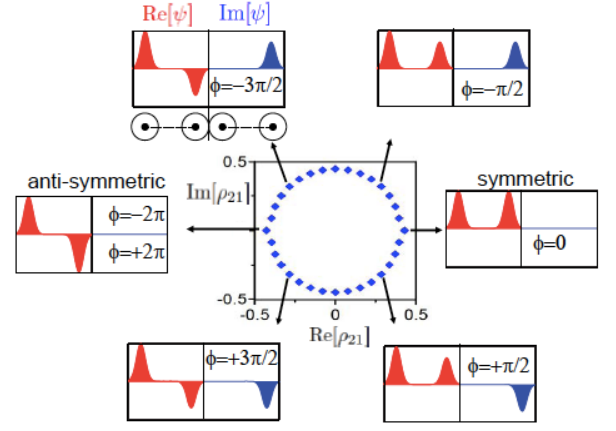 Re[ψ] Im[ψ]
ϕ=−3π/2
ϕ=−π/2
anti-symmetric
ϕ=−2π
ϕ=+2π
symmetric
ϕ=0
0.5
Im[ρ21]
-0.5
-0.5 0 0.5
Re[ρ21]
ϕ=+3π/2
ϕ=+π/2